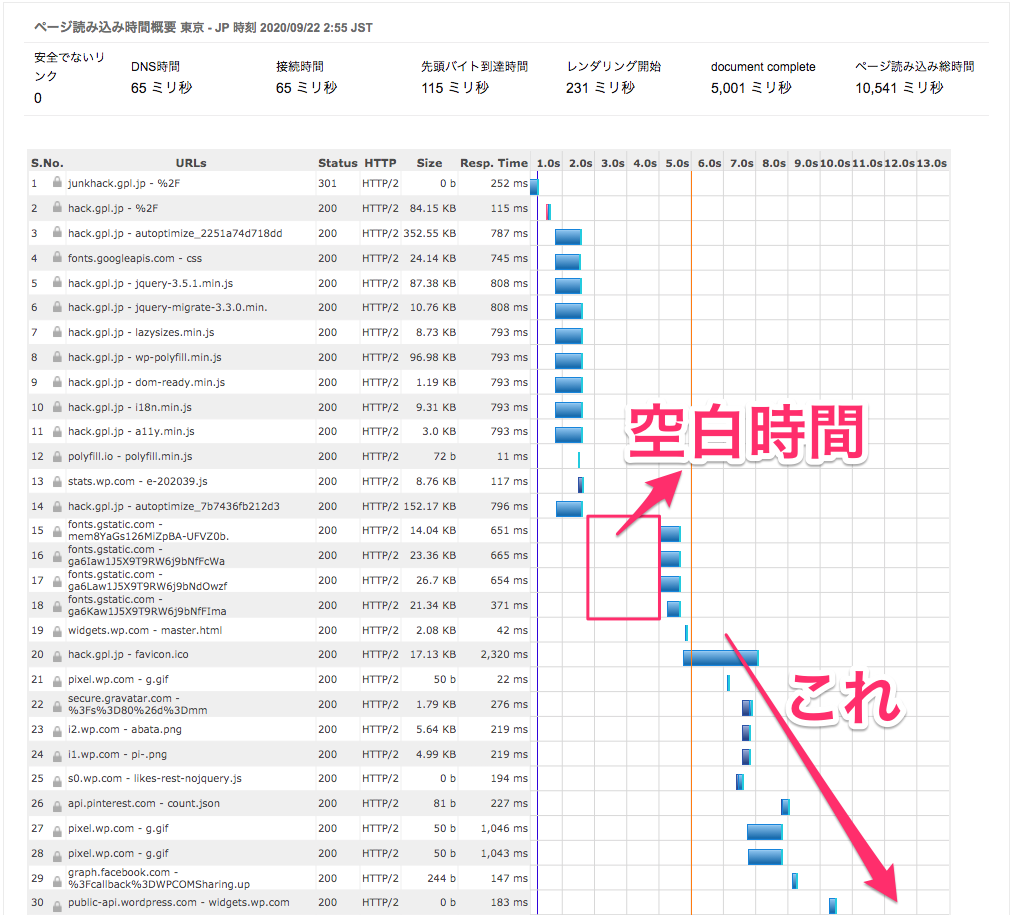 ページ読み込み時間概要 東京 - JP 時刻 2020/09/22 2:55 JST
安全でないリンク DNS時間 接続時間 先頭バイト到達時間 レンダリング開始 document complete ページ読み込み総時間
0 65 ミリ秒 65 ミリ秒 115 ミリ秒 231 ミリ秒 5,001 ミリ秒 10,541 ミリ秒
S.No. URLs Status HTTP Size Resp. Time 1.0s 2.0s 3.0s 4.0s 5.0s 6.0s 7.0s 8.0s 9.0s 10.0s 11.0s 12.0s 13.0s
1 junkhack.gpl.jp - %2F 301 HTTP/2 0 b 252 ms
2 hack.gpl.jp - %2F 200 HTTP/2 84.15 KB 115 ms
3 hack.gpl.jp - autoptimize_2251a74d718dd 200 HTTP/2 352.55 KB 787 ms
4 fonts.googleapis.com - css 200 HTTP/2 24.14 KB 745 ms
5 hack.gpl.jp - jquery-3.5.1.min.js 200 HTTP/2 87.38 KB 808 ms
6 hack.gpl.jp - jquery-migrate-3.3.0.min. 200 HTTP/2 10.76 KB 808 ms
7 hack.gpl.jp - lazysizes.min.js 200 HTTP/2 8.73 KB 793 ms
8 hack.gpl.jp - wp-polyfill.min.js 200 HTTP/2 96.98 KB 793 ms
9 hack.gpl.jp - dom-ready.min.js 200 HTTP/2 1.19 KB 793 ms
10 hack.gpl.jp - i18n.min.js 200 HTTP/2 9.31 KB 793 ms
11 hack.gpl.jp - a11y.min.js 200 HTTP/2 3.0 KB 793 ms
空白時間
12 polyfill.io - polyfill.min.js 200 HTTP/2 72 b 11 ms
13 stats.wp.com - e-202039.js 200 HTTP/2 8.76 KB 117 ms
14 hack.gpl.jp - autoptimize_7b7436fb212d3 200 HTTP/2 152.17 KB 796 ms
15 fonts.gstatic.com - mem8YaGs126MiZpBA-UFVZ0b. 200 HTTP/2 14.04 KB 651 ms
16 fonts.gstatic.com - ga6Iaw1J5X9T9RW6j9bNfFcWa 200 HTTP/2 23.36 KB 665 ms
17 fonts.gstatic.com - ga6Law1J5X9T9RW6j9bNdOwzf 200 HTTP/2 26.7 KB 654 ms
18 fonts.gstatic.com - ga6Kaw1J5X9T9RW6j9bNfFIma 200 HTTP/2 21.34 KB 371 ms
19 widgets.wp.com - master.html 200 HTTP/2 2.08 KB 42 ms
20 hack.gpl.jp - favicon.ico 200 HTTP/2 17.13 KB 2,320 ms
21 pixel.wp.com - g.gif 200 HTTP/2 50 b 22 ms
これ
22 secure.gravatar.com - %3Fs%3D80%26d%3Dmm 200 HTTP/2 1.79 KB 276 ms
23 i2.wp.com - abata.png 200 HTTP/2 5.64 KB 219 ms
24 i1.wp.com - pi-.png 200 HTTP/2 4.99 KB 219 ms
25 s0.wp.com - likes-rest-nojquery.js 200 HTTP/2 0 b 194 ms
26 api.pinterest.com - count.json 200 HTTP/2 81 b 227 ms
27 pixel.wp.com - g.gif 200 HTTP/2 50 b 1,046 ms
28 pixel.wp.com - g.gif 200 HTTP/2 50 b 1,043 ms
29 graph.facebook.com - %3Fcallback%3DWPCOMSharing.up 200 HTTP/2 244 b 147 ms
30 public-api.wordpress.com - widgets.wp.com 200 HTTP/2 0 b 183 ms